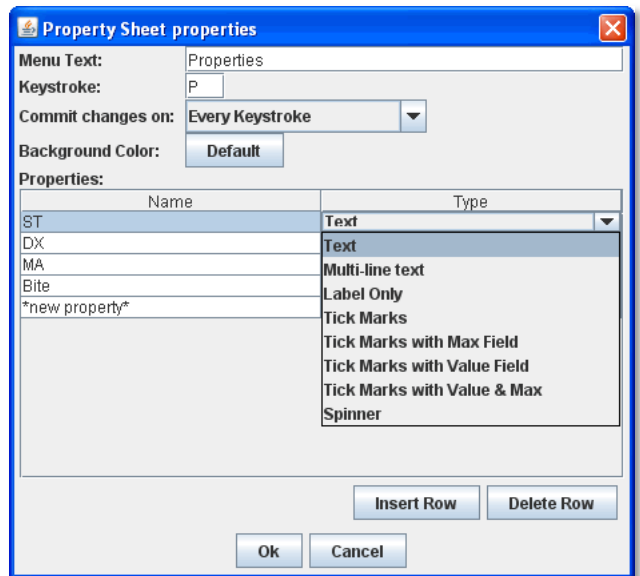 Property Sheet properties
Menu Text: Properties
Keystroke: P
Commit changes on: Every Keystroke
Background Color: Default
Properties:
Name Type
ST Text
DX Text
MA Multi-line text
Bite Label Only
*new property* Tick Marks
Tick Marks with Max Field
Tick Marks with Value Field
Tick Marks with Value & Max
Spinner
Insert Row Delete Row
Ok Cancel